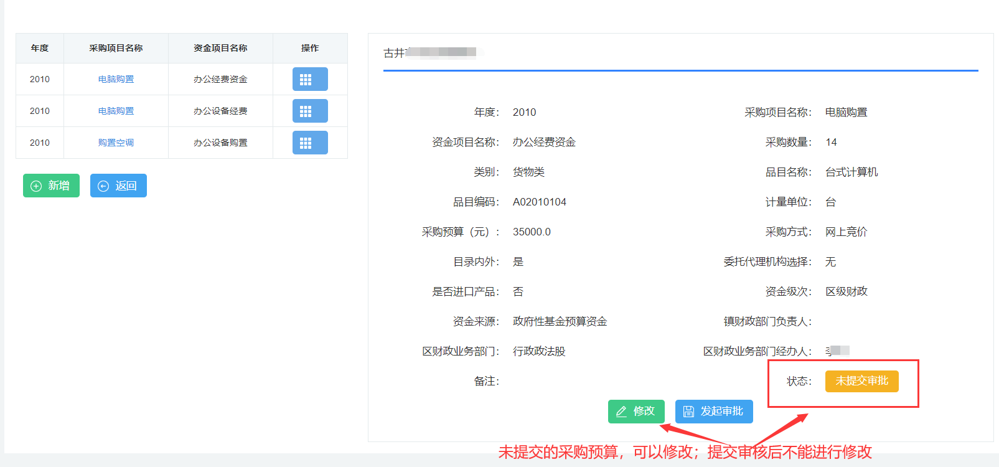 年度 采购项目名称 资金项目名称 操作
2010 电脑购置 办公经费资金
2010 电脑购置 办公设备经费
2010 购置空调 办公设备购置
新增 返回
古井
年度： 2010 采购项目名称： 电脑购置
资金项目名称： 办公经费资金 采购数量： 14
类别： 货物类 品目名称： 台式计算机
品目编码： A02010104 计量单位： 台
采购预算（元）： 35000.0 采购方式： 网上竞价
目录内外： 是 委托代理机构选择： 无
是否进口产品： 否 资金级次： 区级财政
资金来源： 政府性基金预算资金 镇财政部门负责人：
区财政业务部门： 行政政法股 区财政业务部门经办人：
备注： 状态： 未提交审批
修改 发起审批
未提交的采购预算，可以修改；提交审核后不能进行修改